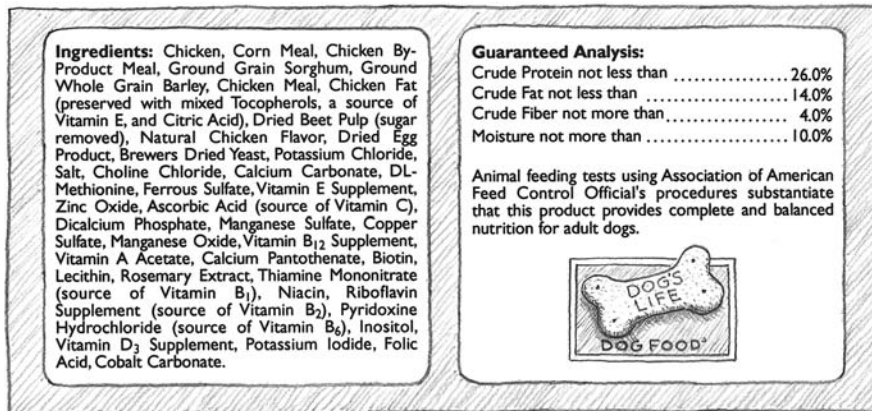 Ingredients: Chicken, Corn Meal, Chicken By-
Product Meal, Ground Grain Sorghum, Ground
Whole Grain Barley, Chicken Meal, Chicken Fat
(preserved with mixed Tocopherols, a source of
Vitamin E, and Citric Acid), Dried Beet Pulp (sugar
removed), Natural Chicken Flavor, Dried Egg
Product, Brewers Dried Yeast, Potassium Chloride,
Salt, Choline Chloride, Calcium Carbonate, DL-
Methionine, Ferrous Sulfate, Vitamin E Supplement,
Zinc Oxide, Ascorbic Acid (source of Vitamin C),
Dicalcium Phosphate, Manganese Sulfate, Copper
Sulfate, Manganese Oxide, Vitamin B₁₂ Supplement,
Vitamin A Acetate, Calcium Pantothenate, Biotin,
Lecithin, Rosemary Extract, Thiamine Mononitrate
(source of Vitamin B₁), Niacin, Riboflavin
Supplement (source of Vitamin B₂), Pyridoxine
Hydrochloride (source of Vitamin B₆), Inositol,
Vitamin D₃ Supplement, Potassium Iodide, Folic
Acid, Cobalt Carbonate.
Guaranteed Analysis:
Crude Protein not less than ................ 26.0%
Crude Fat not less than ..................... 14.0%
Crude Fiber not more than ................. 4.0%
Moisture not more than ..................... 10.0%
Animal feeding tests using Association of American
Feed Control Official's procedures substantiate
that this product provides complete and balanced
nutrition for adult dogs.
DOG'S
LIFE
DOG FOOD